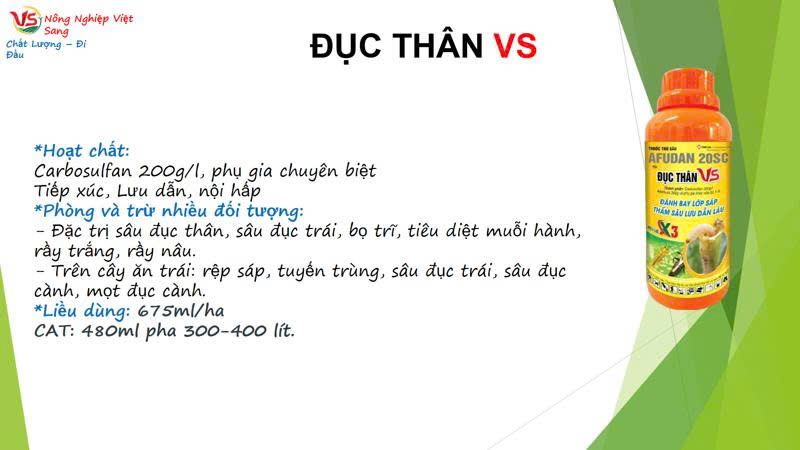 VS Nông Nghiệp Việt
Sang
Chất Lượng – Đi
Đầu
ĐỤC THÂN VS
*Hoạt chất:
Carbosulfan 200g/l, phụ gia chuyên biệt
Tiếp xúc, Lưu dẫn, nội hấp
*Phòng và trừ nhiều đối tượng:
- Đặc trị sâu đục thân, sâu đục trái, bọ trĩ, tiêu diệt muỗi hành,
rầy trắng, rầy nâu.
- Trên cây ăn trái: rệp sáp, tuyến trùng, sâu đục trái, sâu đục
cành, mọt đục cành.
*Liều dùng: 675ml/ha
CAT: 480ml pha 300-400 lít.
THUỐC TRỪ SÂU
AFUDAN 20SC
ĐỤC THÂN VS
ĐÁNH BAY LỚP SÁP
THẤM SÂU LƯU DẪN LÂU
X3